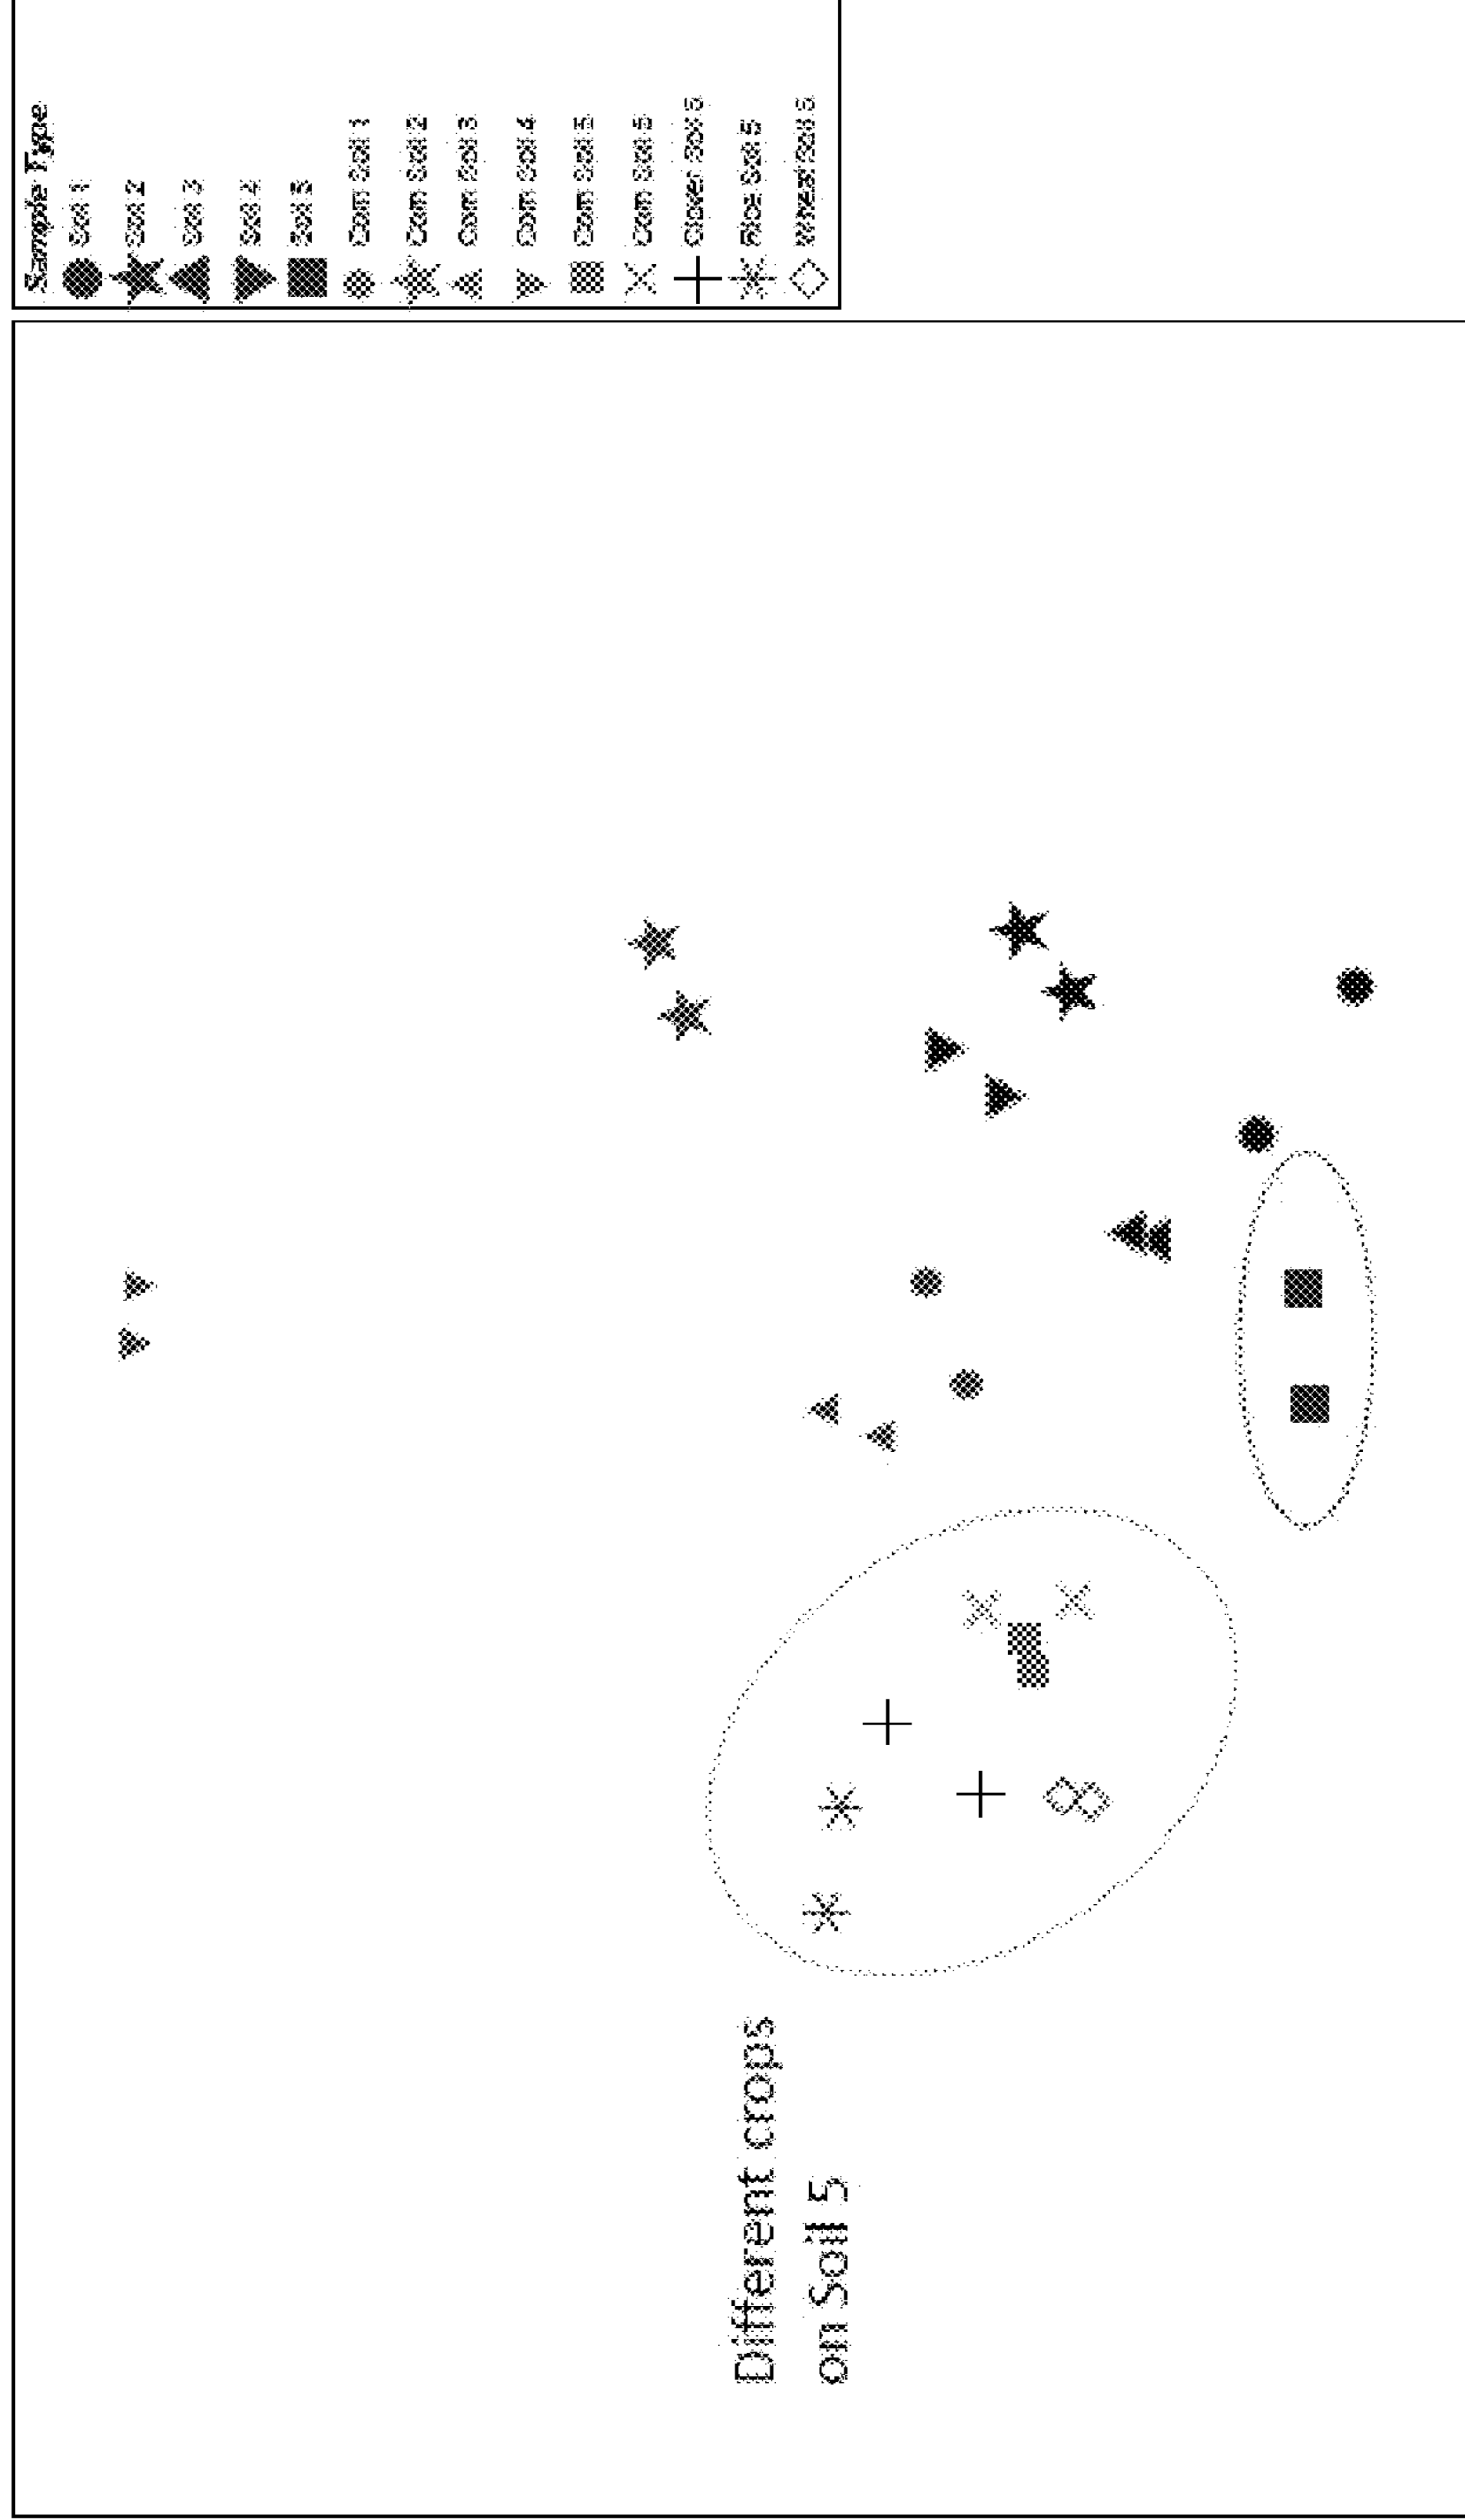 Sample Type
Soil 1
Soil 2
Soil 3
Soil 4
Soil 5
Corn Soil 1
Corn Soil 2
Corn Soil 3
Corn Soil 4
Corn Soil 5
Corn Soil 5
Clover Soil 5
Rice Soil 5
Wheat Soil 5
Different crops
on Soil 5